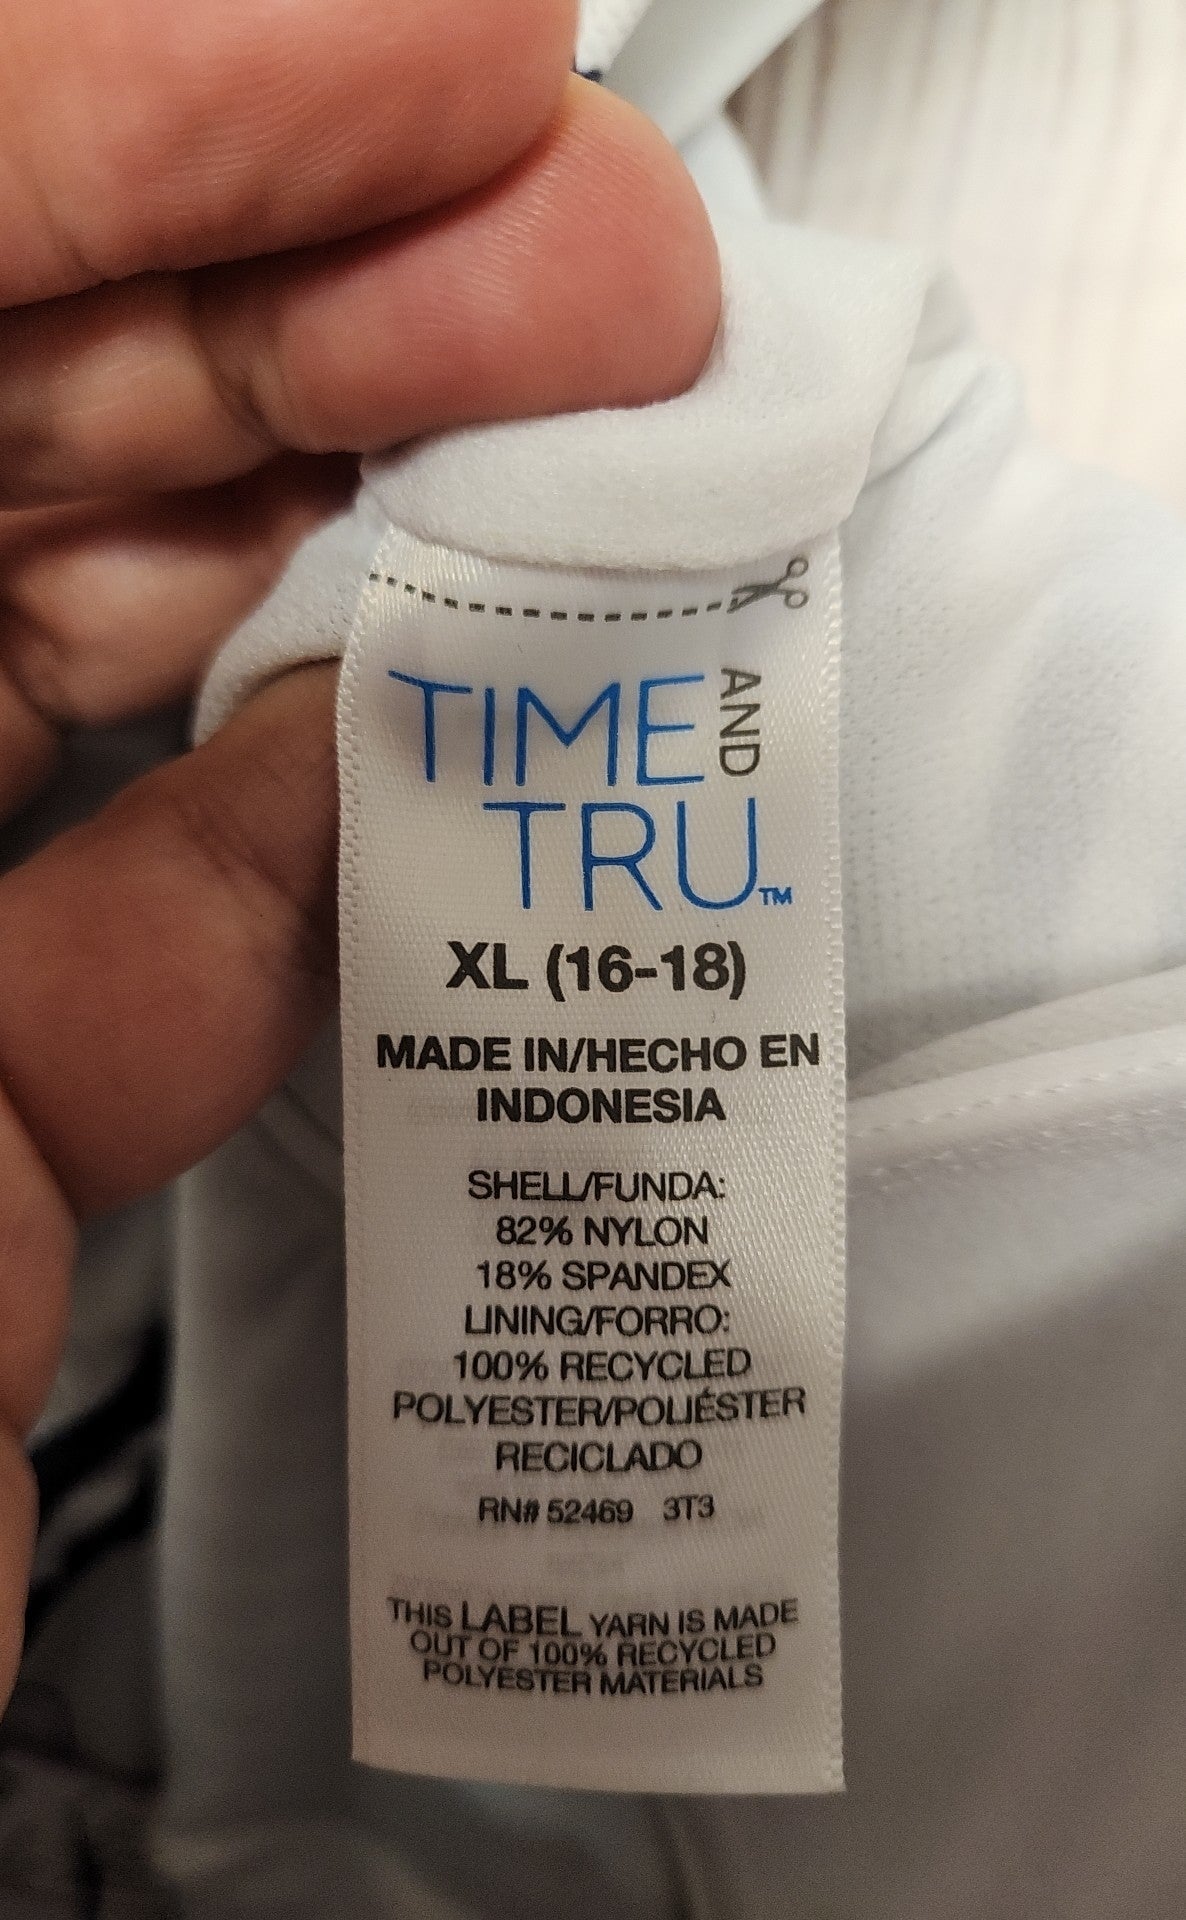 TIME AND
TRU™
XL (16-18)
MADE IN/HECHO EN
INDONESIA
SHELL/FUNDA:
82% NYLON
18% SPANDEX
LINING/FORRO:
100% RECYCLED
POLYESTER/POLIÉSTER
RECICLADO
RN# 52469 3T3
THIS LABEL YARN IS MADE
OUT OF 100% RECYCLED
POLYESTER MATERIALS